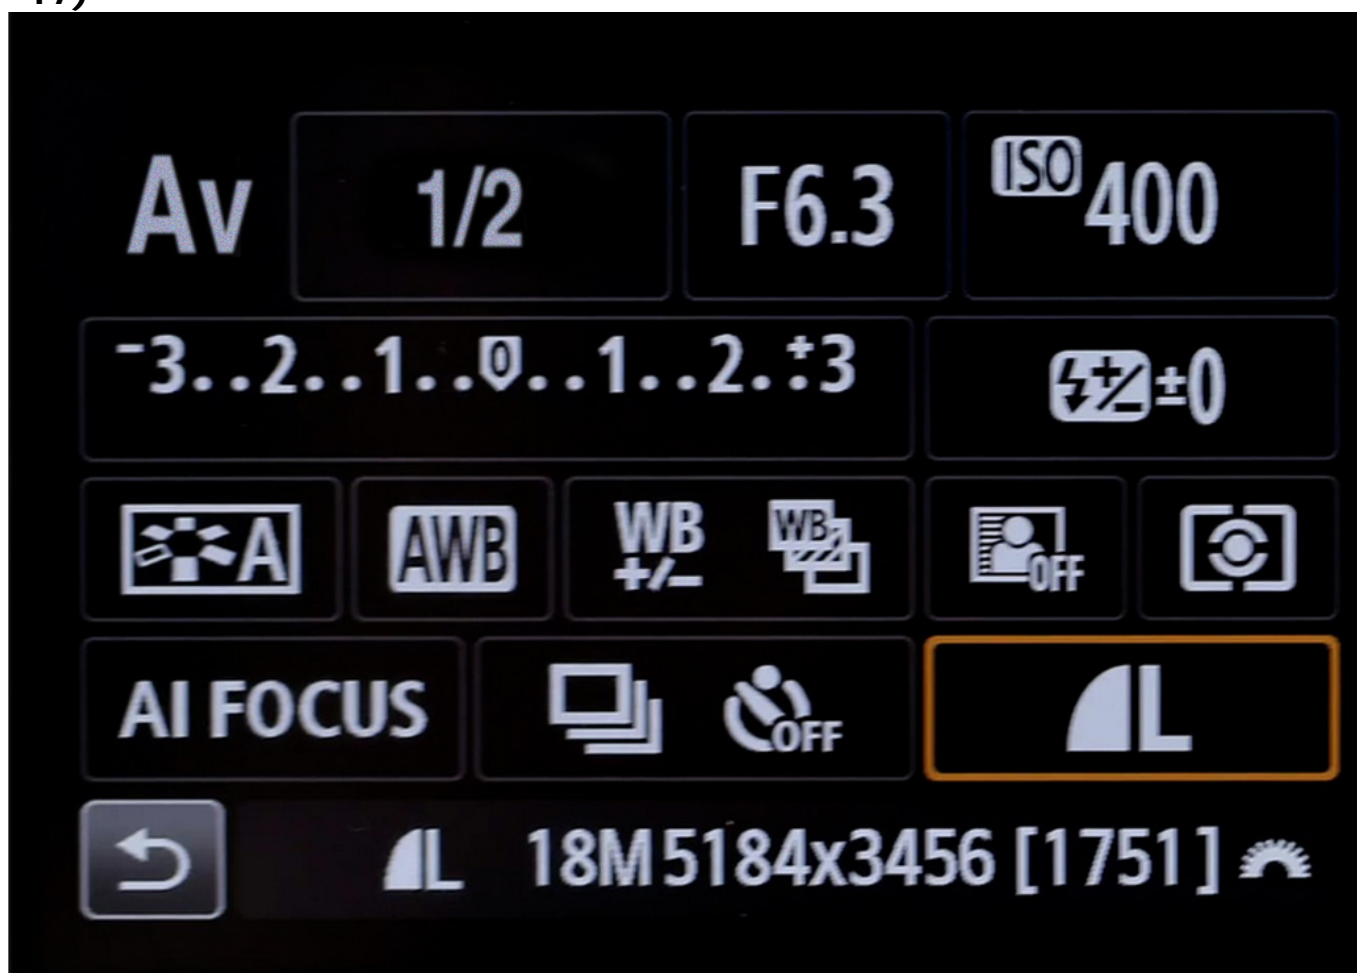 17)
Av 1/2 F6.3 ISO 400
-3..2..1..0..1..2..+3 ±0
A AWB WB +/- WB OFF
AI FOCUS OFF L
L 18M 5184x3456 [1751]